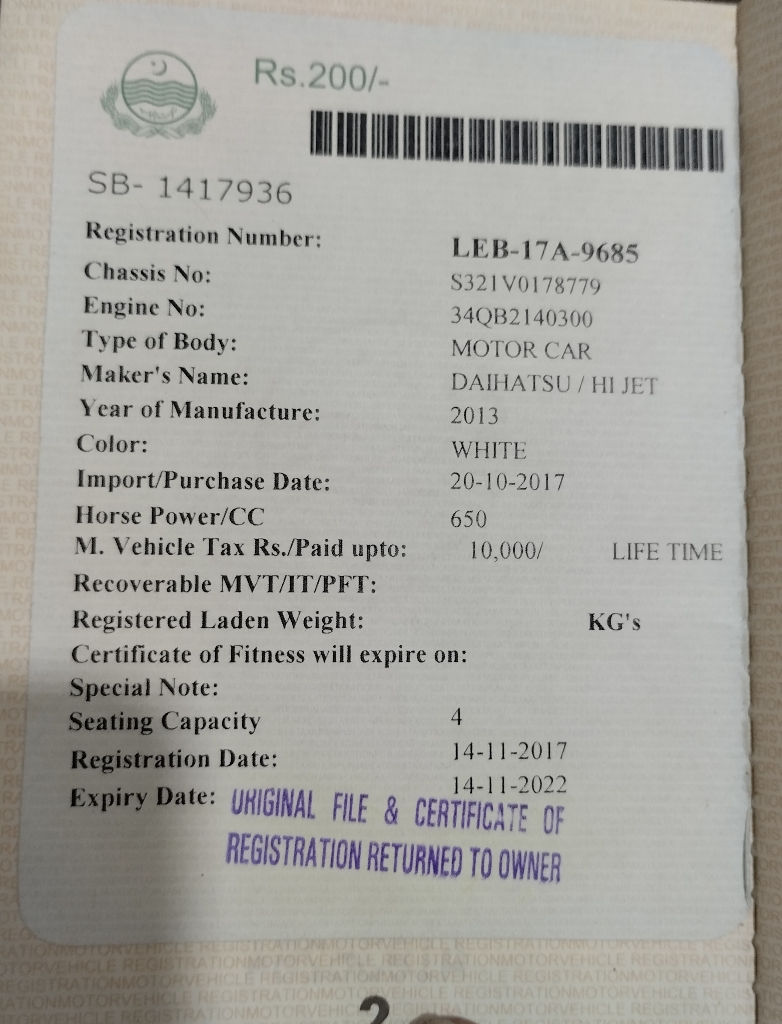 Rs.200/-
SB- 1417936
Registration Number: LEB-17A-9685
Chassis No: S321V0178779
Engine No: 34QB2140300
Type of Body: MOTOR CAR
Maker's Name: DAIHATSU / HI JET
Year of Manufacture: 2013
Color: WHITE
Import/Purchase Date: 20-10-2017
Horse Power/CC 650
M. Vehicle Tax Rs./Paid upto: 10,000/ LIFE TIME
Recoverable MVT/IT/PFT:
Registered Laden Weight: KG's
Certificate of Fitness will expire on:
Special Note:
Seating Capacity 4
Registration Date: 14-11-2017
Expiry Date: 14-11-2022
ORIGINAL FILE & CERTIFICATE OF
REGISTRATION RETURNED TO OWNER
2